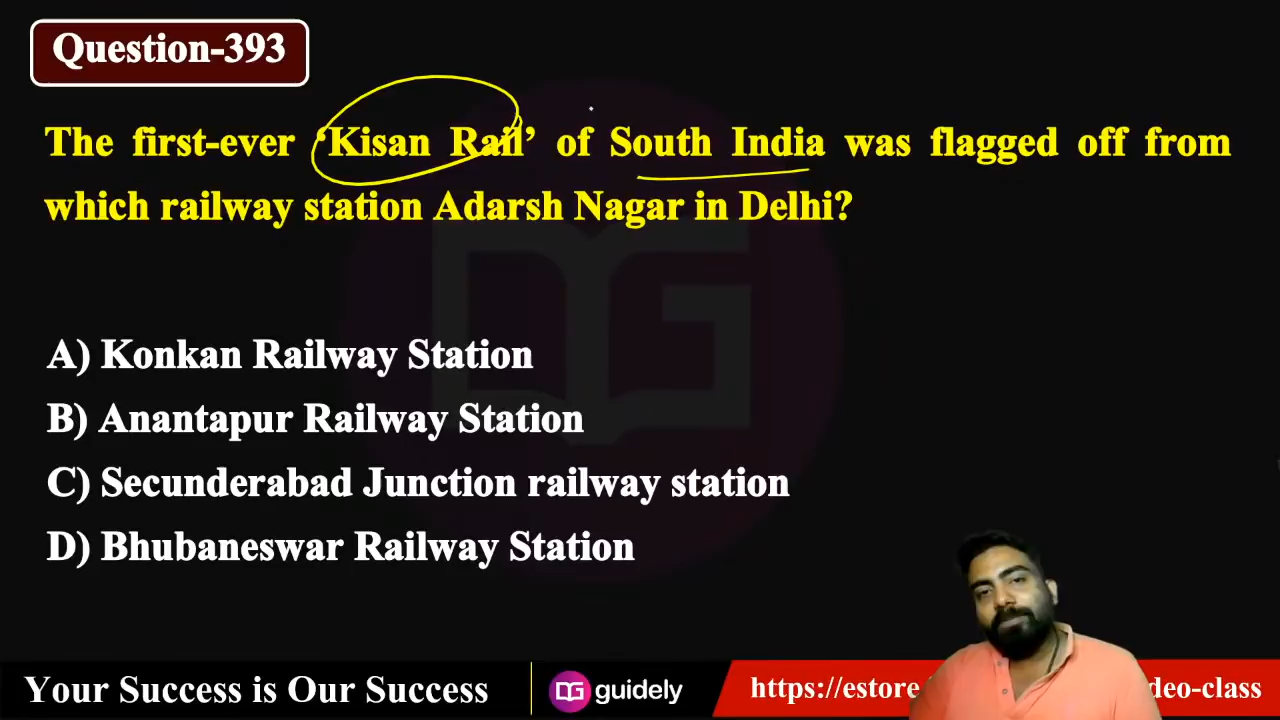 Question-393
The first-ever ‘Kisan Rail’ of South India was flagged off from
which railway station Adarsh Nagar in Delhi?
A) Konkan Railway Station
B) Anantapur Railway Station
C) Secunderabad Junction railway station
D) Bhubaneswar Railway Station
Your Success is Our Success
DG guidely
https://estore.
deo-class